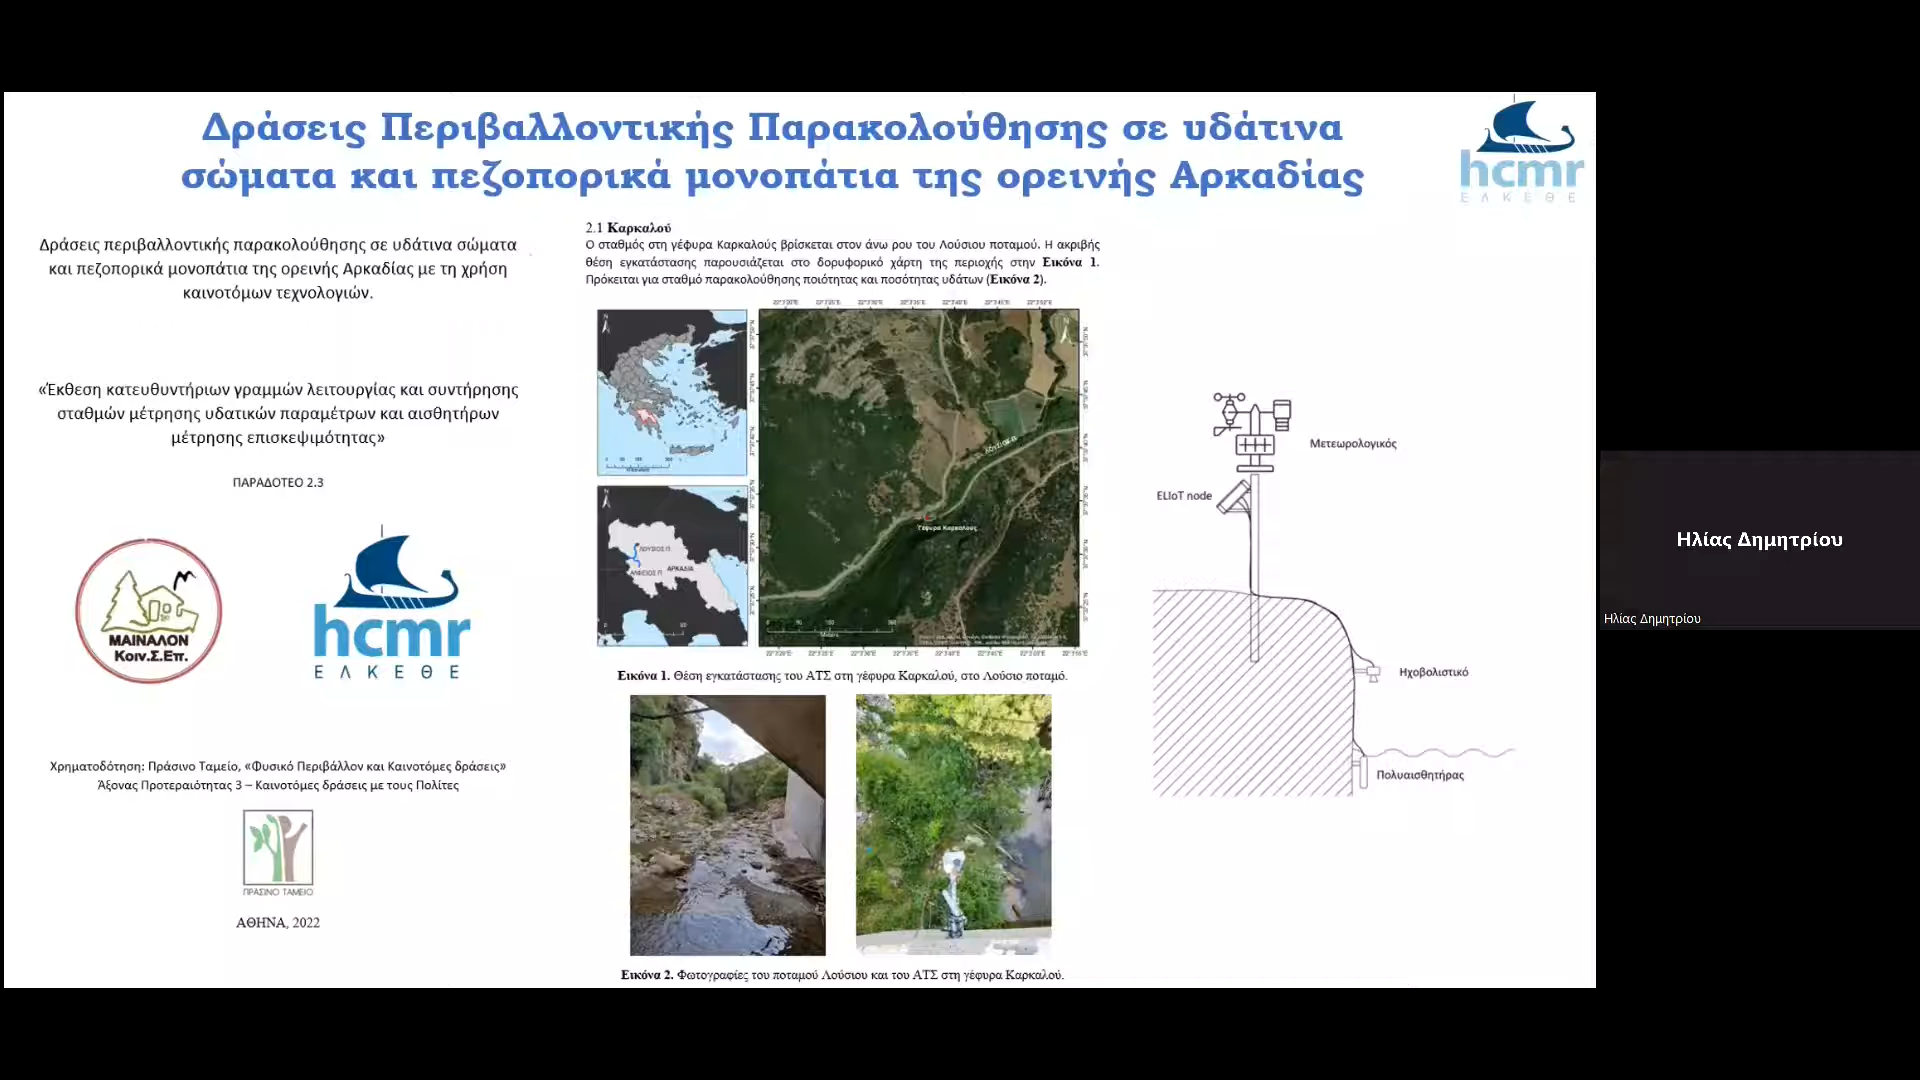 Δράσεις Περιβαλλοντικής Παρακολούθησης σε υδάτινα
σώματα και πεζοπορικά μονοπάτια της ορεινής Αρκαδίας
hcmr
ΕΛΚΕΘΕ
Δράσεις περιβαλλοντικής παρακολούθησης σε υδάτινα σώματα
και πεζοπορικά μονοπάτια της ορεινής Αρκαδίας με τη χρήση
καινοτόμων τεχνολογιών.
«Έκθεση κατευθυντήριων γραμμών λειτουργίας και συντήρησης
σταθμών μέτρησης υδατικών παραμέτρων και αισθητήρων
μέτρησης επισκεψιμότητας»
ΠΑΡΑΔΟΤΕΟ 2.3
ΜΑΙΝΑΛΟΝ
Κοιν.Σ.Επ.
hcmr
ΕΛΚΕΘΕ
Χρηματοδότηση: Πράσινο Ταμείο, «Φυσικό Περιβάλλον και Καινοτόμες δράσεις»
Άξονας Προτεραιότητας 3 – Καινοτόμες δράσεις με τους Πολίτες
ΠΡΑΣΙΝΟ ΤΑΜΕΙΟ
ΑΘΗΝΑ, 2022
2.1 Καρκαλού
Ο σταθμός στη γέφυρα Καρκαλούς βρίσκεται στον άνω ρου του Λούσιου ποταμού. Η ακριβής
θέση εγκατάστασης παρουσιάζεται στο δορυφορικό χάρτη της περιοχής στην Εικόνα 1.
Πρόκειται για σταθμό παρακολούθησης ποιότητας και ποσότητας υδάτων (Εικόνα 2).
ΛΟΥΣΙΟΣ Π.
ΑΛΦΕΙΟΣ Π.
ΑΡΚΑΔΙΑ
Γέφυρα Καρκαλούς
Εικόνα 1. Θέση εγκατάστασης του ΑΤΣ στη γέφυρα Καρκαλού, στο Λούσιο ποταμό.
Εικόνα 2. Φωτογραφίες του ποταμού Λούσιου και του ΑΤΣ στη γέφυρα Καρκαλού.
Μετεωρολογικός
ELIoT node
Ηχοβολιστικό
Πολυαισθητήρας
Ηλίας Δημητρίου
Ηλίας Δημητρίου